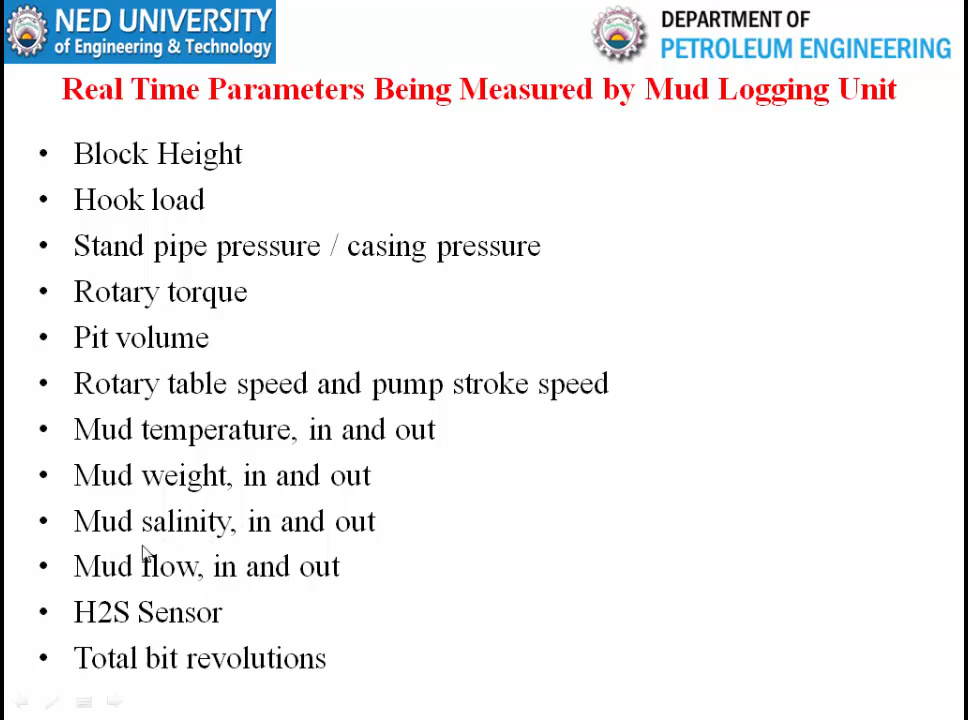 NED UNIVERSITY
of Engineering & Technology
DEPARTMENT OF
PETROLEUM ENGINEERING
Real Time Parameters Being Measured by Mud Logging Unit
• Block Height
• Hook load
• Stand pipe pressure / casing pressure
• Rotary torque
• Pit volume
• Rotary table speed and pump stroke speed
• Mud temperature, in and out
• Mud weight, in and out
• Mud salinity, in and out
• Mud flow, in and out
• H2S Sensor
• Total bit revolutions